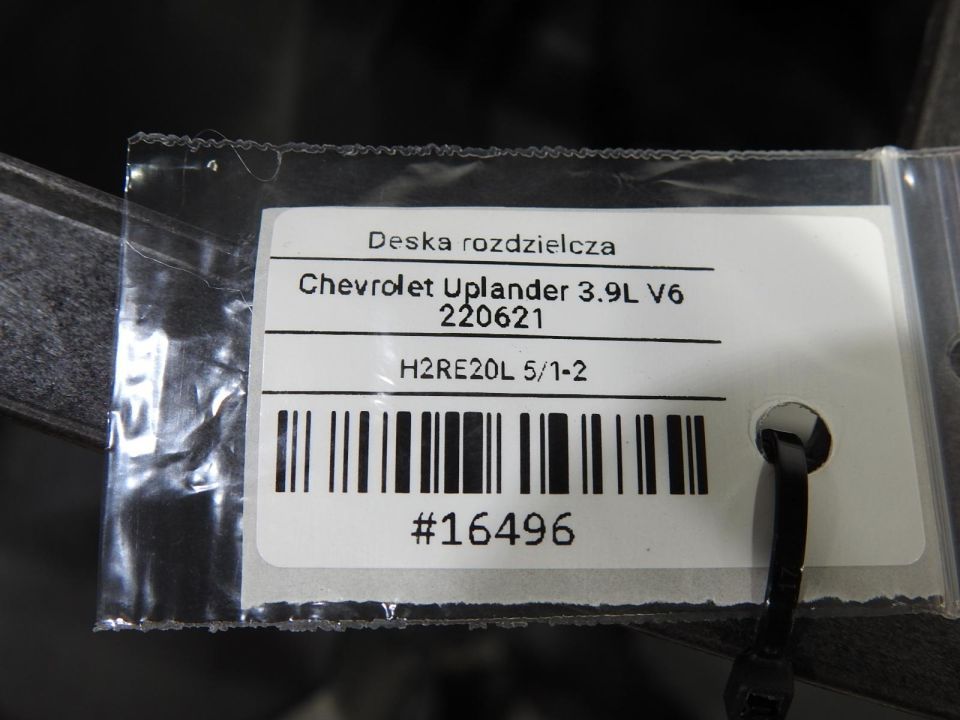 Deska rozdzielcza
Chevrolet Uplander 3.9L V6
220621
H2RE20L 5/1-2
#16496